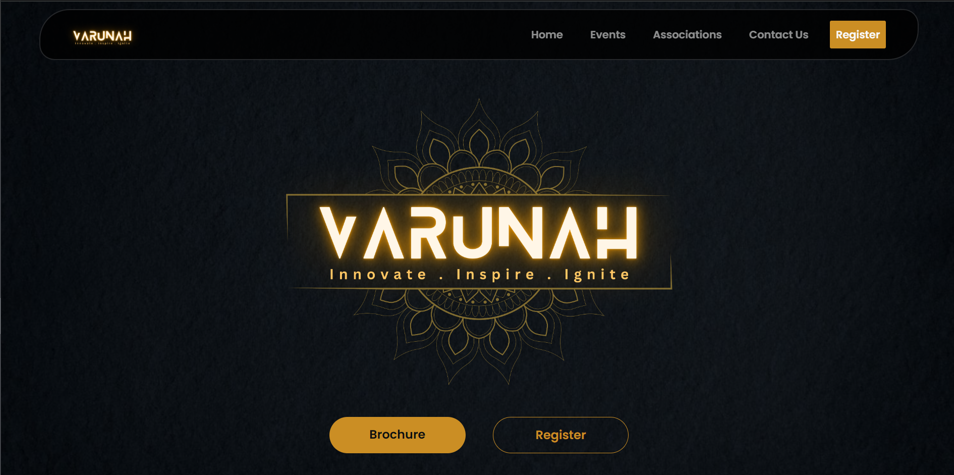 VARUNAH
Innovate . Inspire . Ignite
Home Events Associations Contact Us Register
VARUNAH
Innovate . Inspire . Ignite
Brochure Register